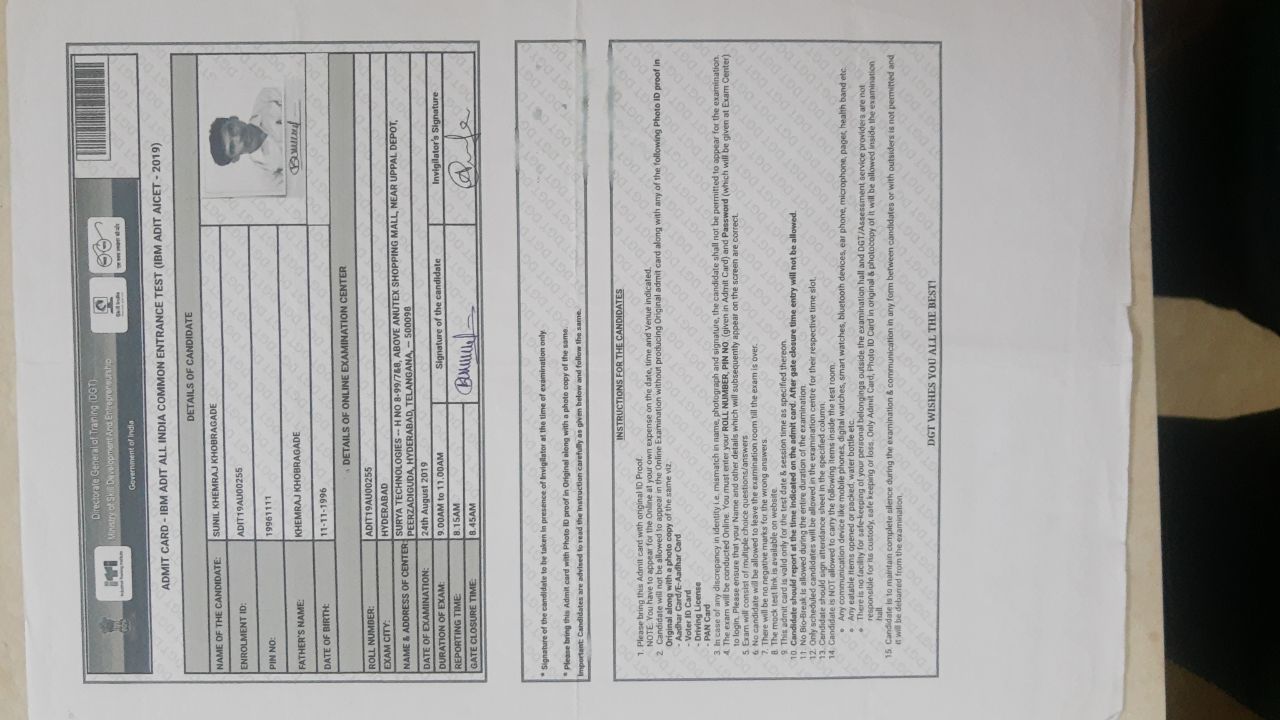 Directorate General of Training (DGT)
Ministry of Skill Development And Entrepreneurship
Government of India
iti
Skill India
ADMIT CARD - IBM ADIT ALL INDIA COMMON ENTRANCE TEST (IBM ADIT AICET - 2019)
DETAILS OF CANDIDATE
NAME OF THE CANDIDATE: SUNIL KHEMRAJ KHOBRAGADE
ENROLMENT ID: ADIT19AU00255
PIN NO: 19961111
FATHER'S NAME: KHEMRAJ KHOBRAGADE
DATE OF BIRTH: 11-11-1996
DETAILS OF ONLINE EXAMINATION CENTER
ROLL NUMBER: ADIT19AU00255
EXAM CITY: HYDERABAD
NAME & ADDRESS OF CENTER: SURYA TECHNOLOGIES – H NO 8-99/7&8, ABOVE ANUTEX SHOPPING MALL, NEAR UPPAL DEPOT,
PEERZADIGUDA, HYDERABAD, TELANGANA, – 500098
DATE OF EXAMINATION: 24th August 2019
DURATION OF EXAM: 9.00AM to 11.00AM Signature of the candidate Invigilator's Signature
REPORTING TIME: 8.15AM
GATE CLOSURE TIME: 8.45AM
* Signature of the candidate to be taken in presence of Invigilator at the time of examination only.
* Please bring this Admit card with Photo ID proof in Original along with a photo copy of the same.
Important: Candidates are advised to read the instruction carefully as given below and follow the same.
INSTRUCTIONS FOR THE CANDIDATES
1. Please bring this Admit card with original ID Proof.
NOTE: You have to appear for the Online at your own expense on the date, time and Venue indicated.
2. Candidate will not be allowed to appear in the Online Examination without producing Original admit card along with any of the following Photo ID proof in
Original along with a photo copy of the same viz.
- Aadhar Card/E-Aadhar Card
- Voter ID Card
- Driving License
- PAN Card
3. In case of any discrepancy in identity i.e. mismatch in name, photograph and signature, the candidate shall not be permitted to appear for the examination.
4. The exam will be conducted Online. You must enter your ROLL NUMBER, PIN NO. (given in Admit Card) and Password (which will be given at Exam Center)
to login. Please ensure that your Name and other details which will subsequently appear on the screen are correct.
5. Exam will consist of multiple choice questions/answers.
6. No candidate will be allowed to leave the examination room till the exam is over.
7. There will be no negative marks for the wrong answers.
8. The mock test link is available on website.
9. This admit card is valid only for the test date & session time as specified thereon.
10. Candidate should report at the time indicated on the admit card. After gate closure time entry will not be allowed.
11. No Bio-Break is allowed during the entire duration of the examination.
12. Only scheduled candidates will be allowed in the examination centre for their respective time slot.
13. Candidate should sign attendance sheet in the specified column.
14. Candidate is NOT allowed to carry the following items inside the test room.
Any communication device like mobile phones, digital watches, smart watches, bluetooth devices, ear phone, microphone, pager, health band etc.
Any eatable items opened or packed, water bottle etc.
There is no facility for safe-keeping of your personal belongings outside the examination hall and DGT/Assessment service providers are not
responsible for its custody, safe keeping or loss. Only Admit Card, Photo ID Card in original & photocopy of it will be allowed inside the examination
hall.
15. Candidate is to maintain complete silence during the examination & communication in any form between candidates or with outsiders is not permitted and
it will be debarred from the examination.
DGT WISHES YOU ALL THE BEST!